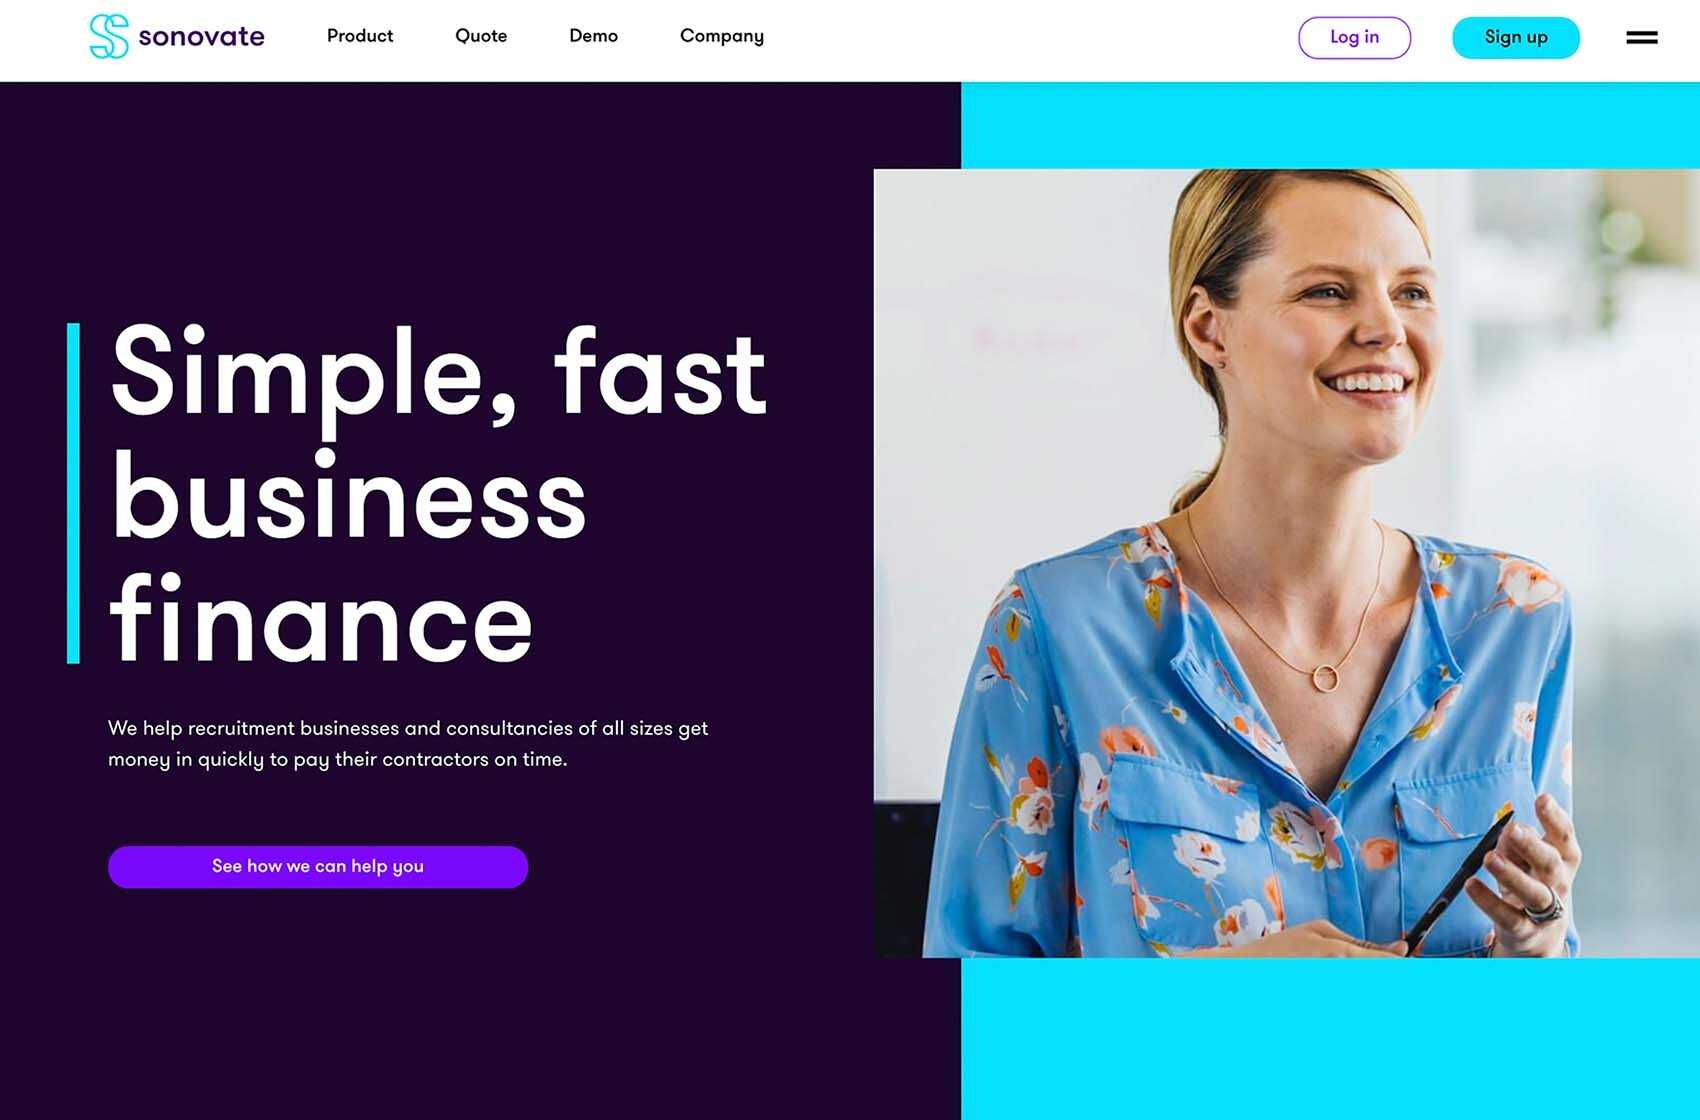 sonovate
Product
Quote
Demo
Company
Log in
Sign up
Simple, fast
business
finance
We help recruitment businesses and consultancies of all sizes get
money in quickly to pay their contractors on time.
See how we can help you